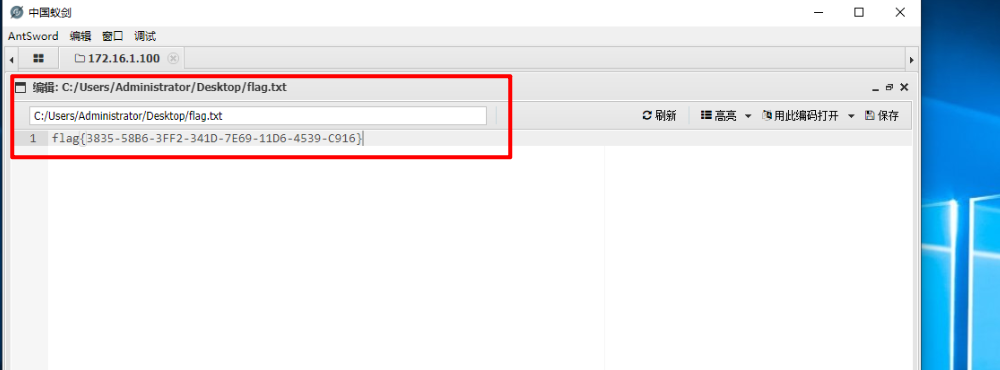 中国蚁剑
AntSword 编辑 窗口 调试
172.16.1.100
编辑: C:/Users/Administrator/Desktop/flag.txt
C:/Users/Administrator/Desktop/flag.txt 刷新 高亮 用此编码打开 保存
1 flag{3835-58B6-3FF2-341D-7E69-11D6-4539-C916}